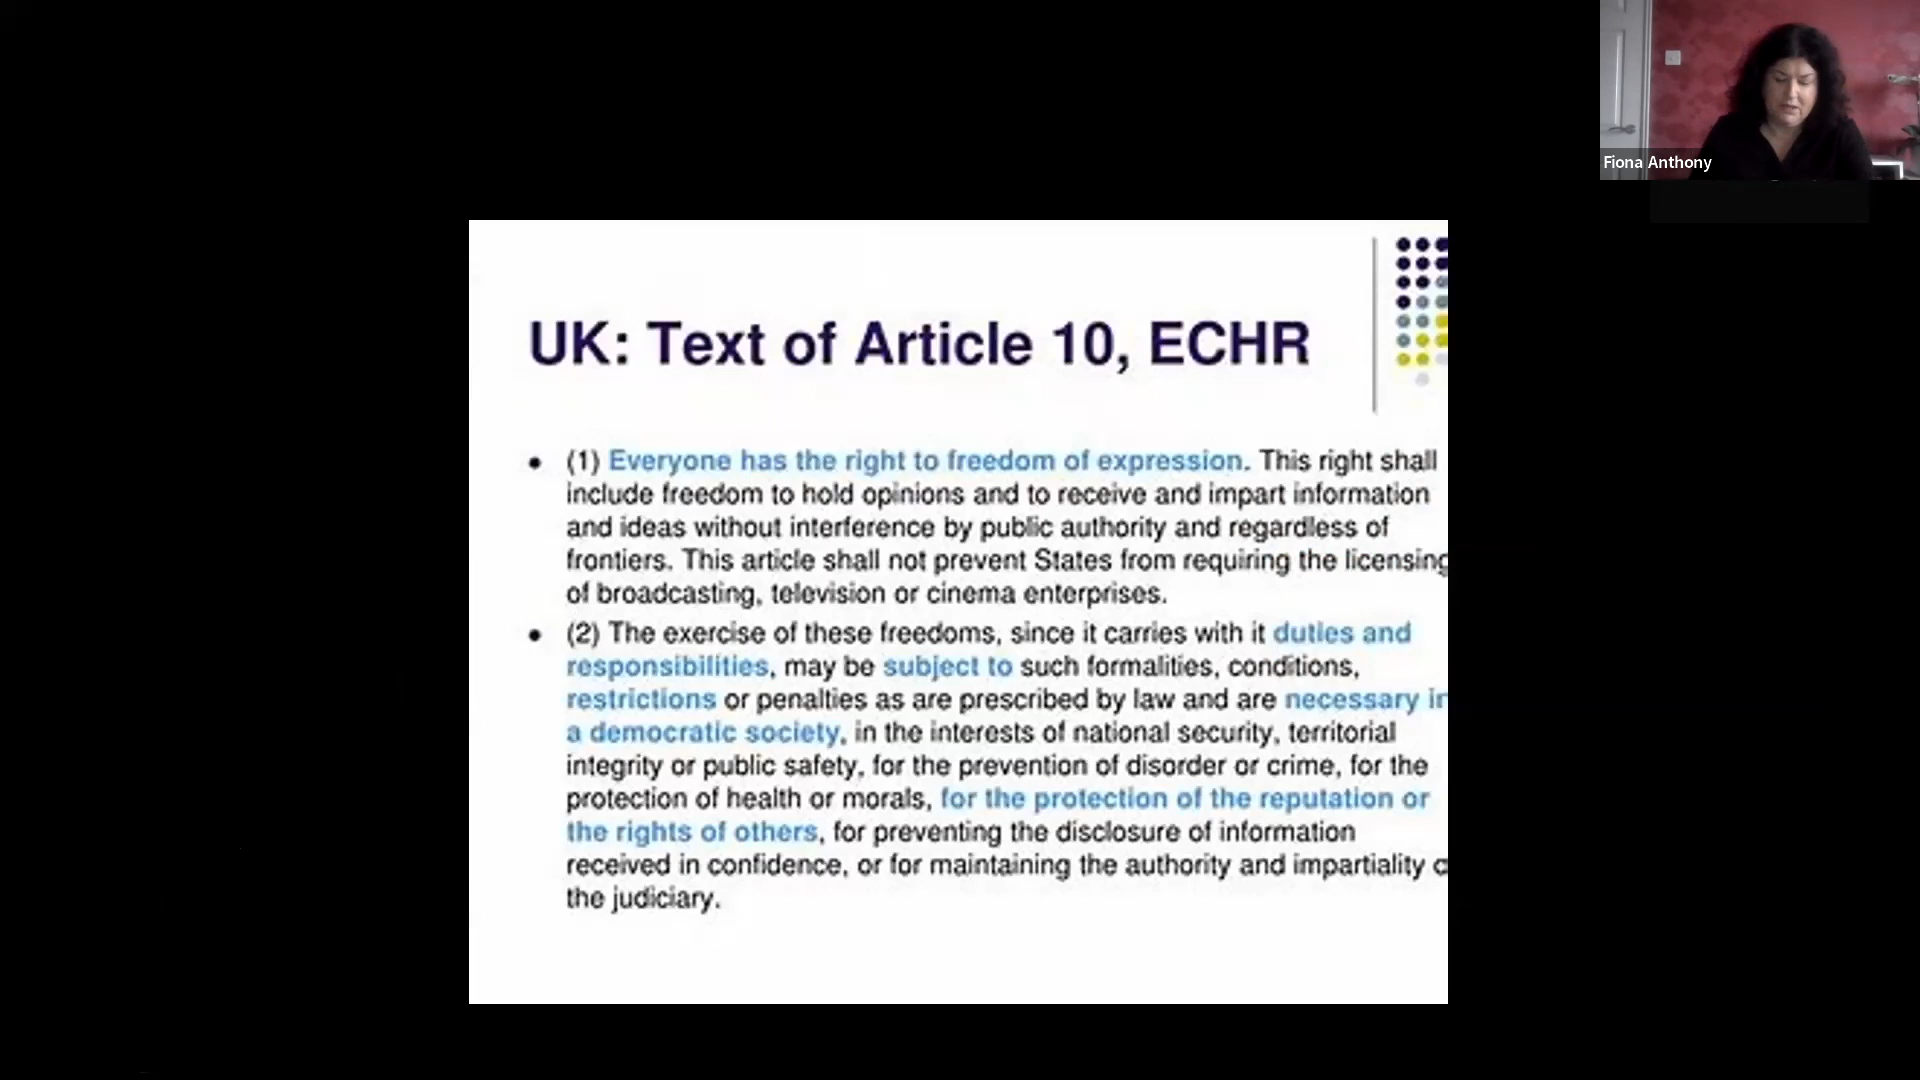 Fiona Anthony
UK: Text of Article 10, ECHR
• (1) Everyone has the right to freedom of expression. This right shall
include freedom to hold opinions and to receive and impart information
and ideas without interference by public authority and regardless of
frontiers. This article shall not prevent States from requiring the licensing
of broadcasting, television or cinema enterprises.
• (2) The exercise of these freedoms, since it carries with it duties and
responsibilities, may be subject to such formalities, conditions,
restrictions or penalties as are prescribed by law and are necessary in
a democratic society, in the interests of national security, territorial
integrity or public safety, for the prevention of disorder or crime, for the
protection of health or morals, for the protection of the reputation or
the rights of others, for preventing the disclosure of information
received in confidence, or for maintaining the authority and impartiality
the judiciary.